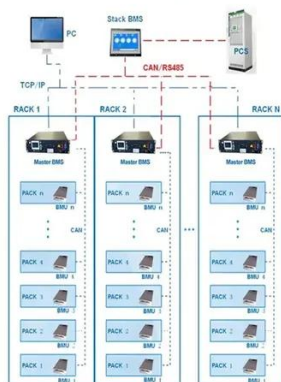 PC
Stack BMS
PCS
CAN/RS485
TCP/IP
RACK 1
RACK 2
RACK N
Master BMS
Master BMS
Master BMS
PACK n
BMU n
PACK n
BMU n
PACK n
BMU n
CAN
CAN
CAN
PACK 4
BMU 4
PACK 4
BMU 4
PACK 4
BMU 4
PACK 3
BMU 3
PACK 3
BMU 3
PACK 3
BMU 3
PACK 2
BMU 2
PACK 2
BMU 2
PACK 2
BMU 2
PACK 1
PACK 1
PACK 1